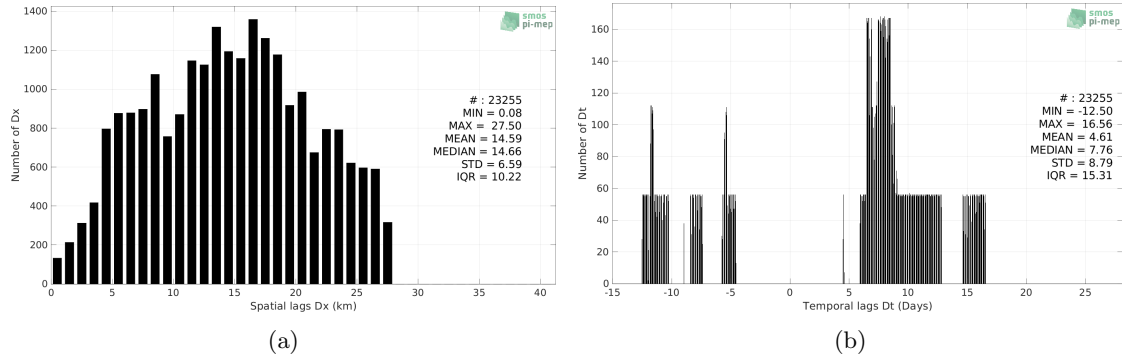 smos
pi-mep
1400
1200
1000
800
600
400
200
0
Number of Dx
# : 23255
MIN = 0.08
MAX = 27.50
MEAN = 14.59
MEDIAN = 14.66
STD = 6.59
IQR = 10.22
0 5 10 15 20 25 30 35 40
Spatial lags Dx (km)
(a)
smos
pi-mep
160
140
120
100
80
60
40
20
0
Number of Dt
# : 23255
MIN = -12.50
MAX = 16.56
MEAN = 4.61
MEDIAN = 7.76
STD = 8.79
IQR = 15.31
-15 -10 -5 0 5 10 15 20 25
Temporal lags Dt (Days)
(b)